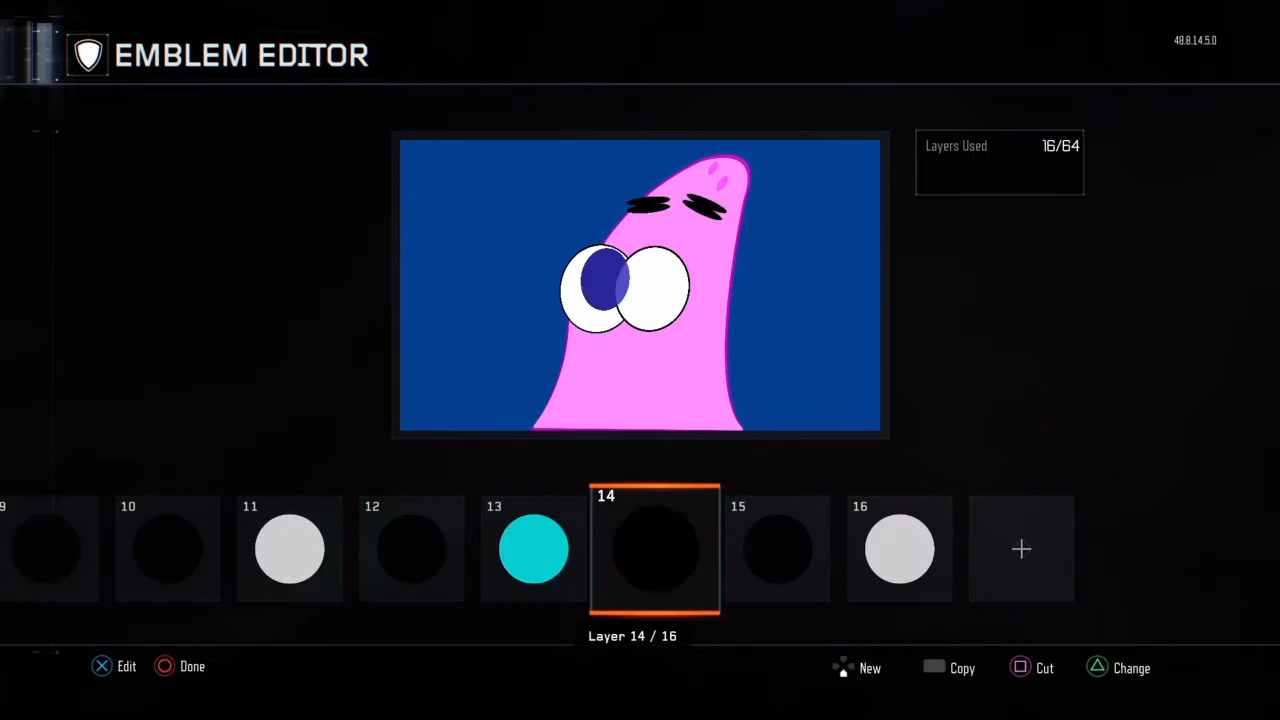 EMBLEM EDITOR
48.8.14.5.0
Layers Used 16/64
9 10 11 12 13 14 15 16
Layer 14 / 16
Edit Done New Copy Cut Change